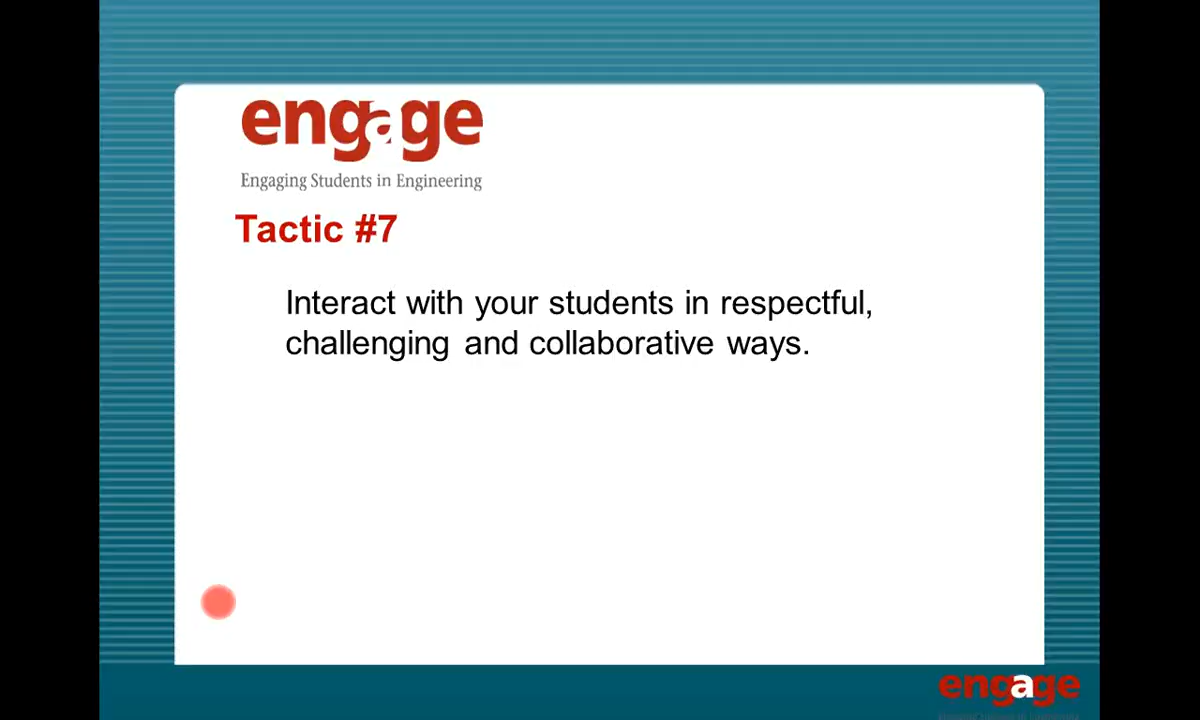 engage
Engaging Students in Engineering
Tactic #7
Interact with your students in respectful,
challenging and collaborative ways.
engage